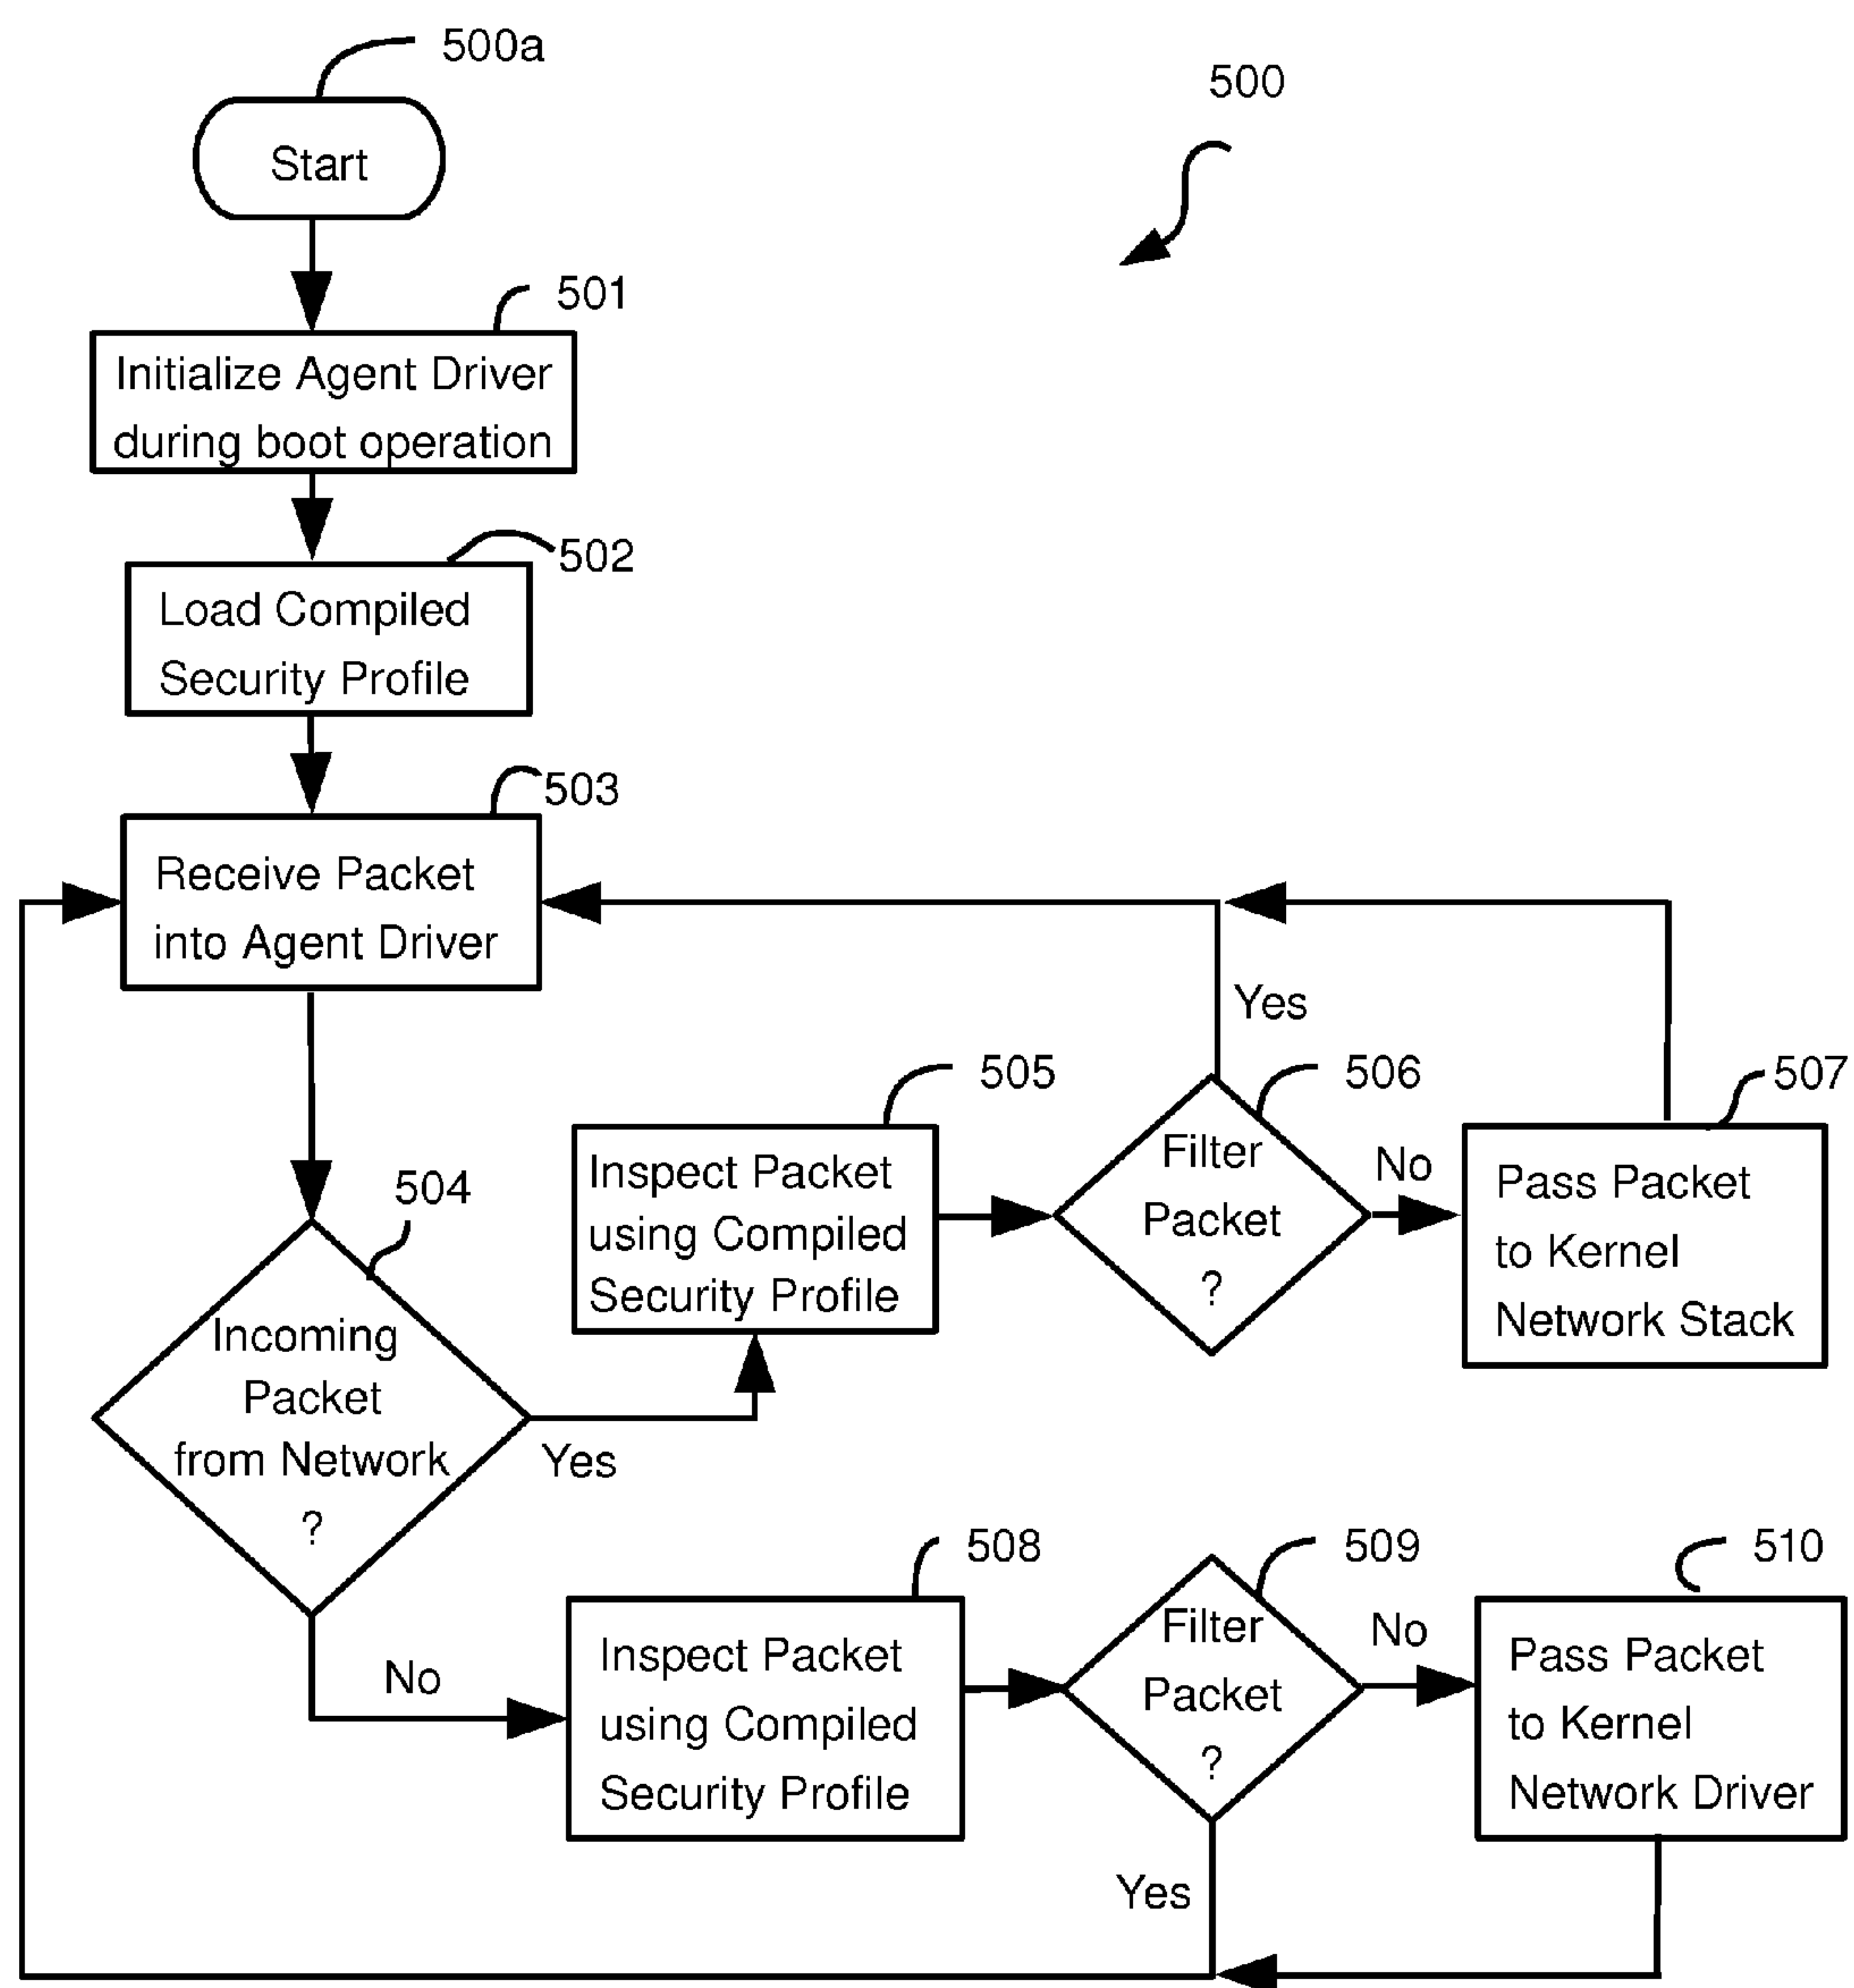 500a
500
Start
501
Initialize Agent Driver
during boot operation
502
Load Compiled
Security Profile
503
Receive Packet
into Agent Driver
Yes
504
Incoming
Packet
from Network
?
Yes
505
Inspect Packet
using Compiled
Security Profile
506
Filter
Packet
?
No
507
Pass Packet
to Kernel
Network Stack
No
508
Inspect Packet
using Compiled
Security Profile
509
Filter
Packet
?
No
510
Pass Packet
to Kernel
Network Driver
Yes